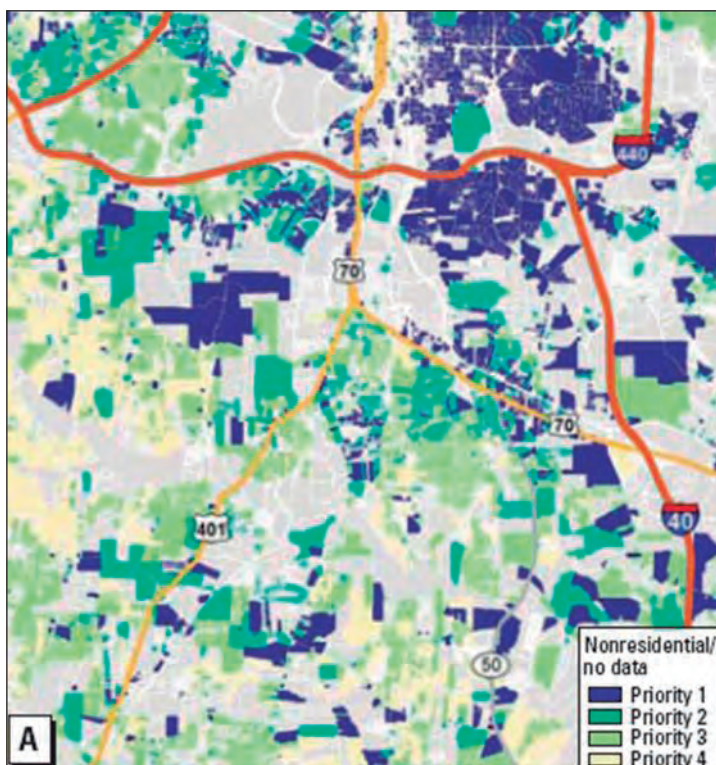 440
70
70
401
40
50
A
Nonresidential/
no data
Priority 1
Priority 2
Priority 3
Priority 4